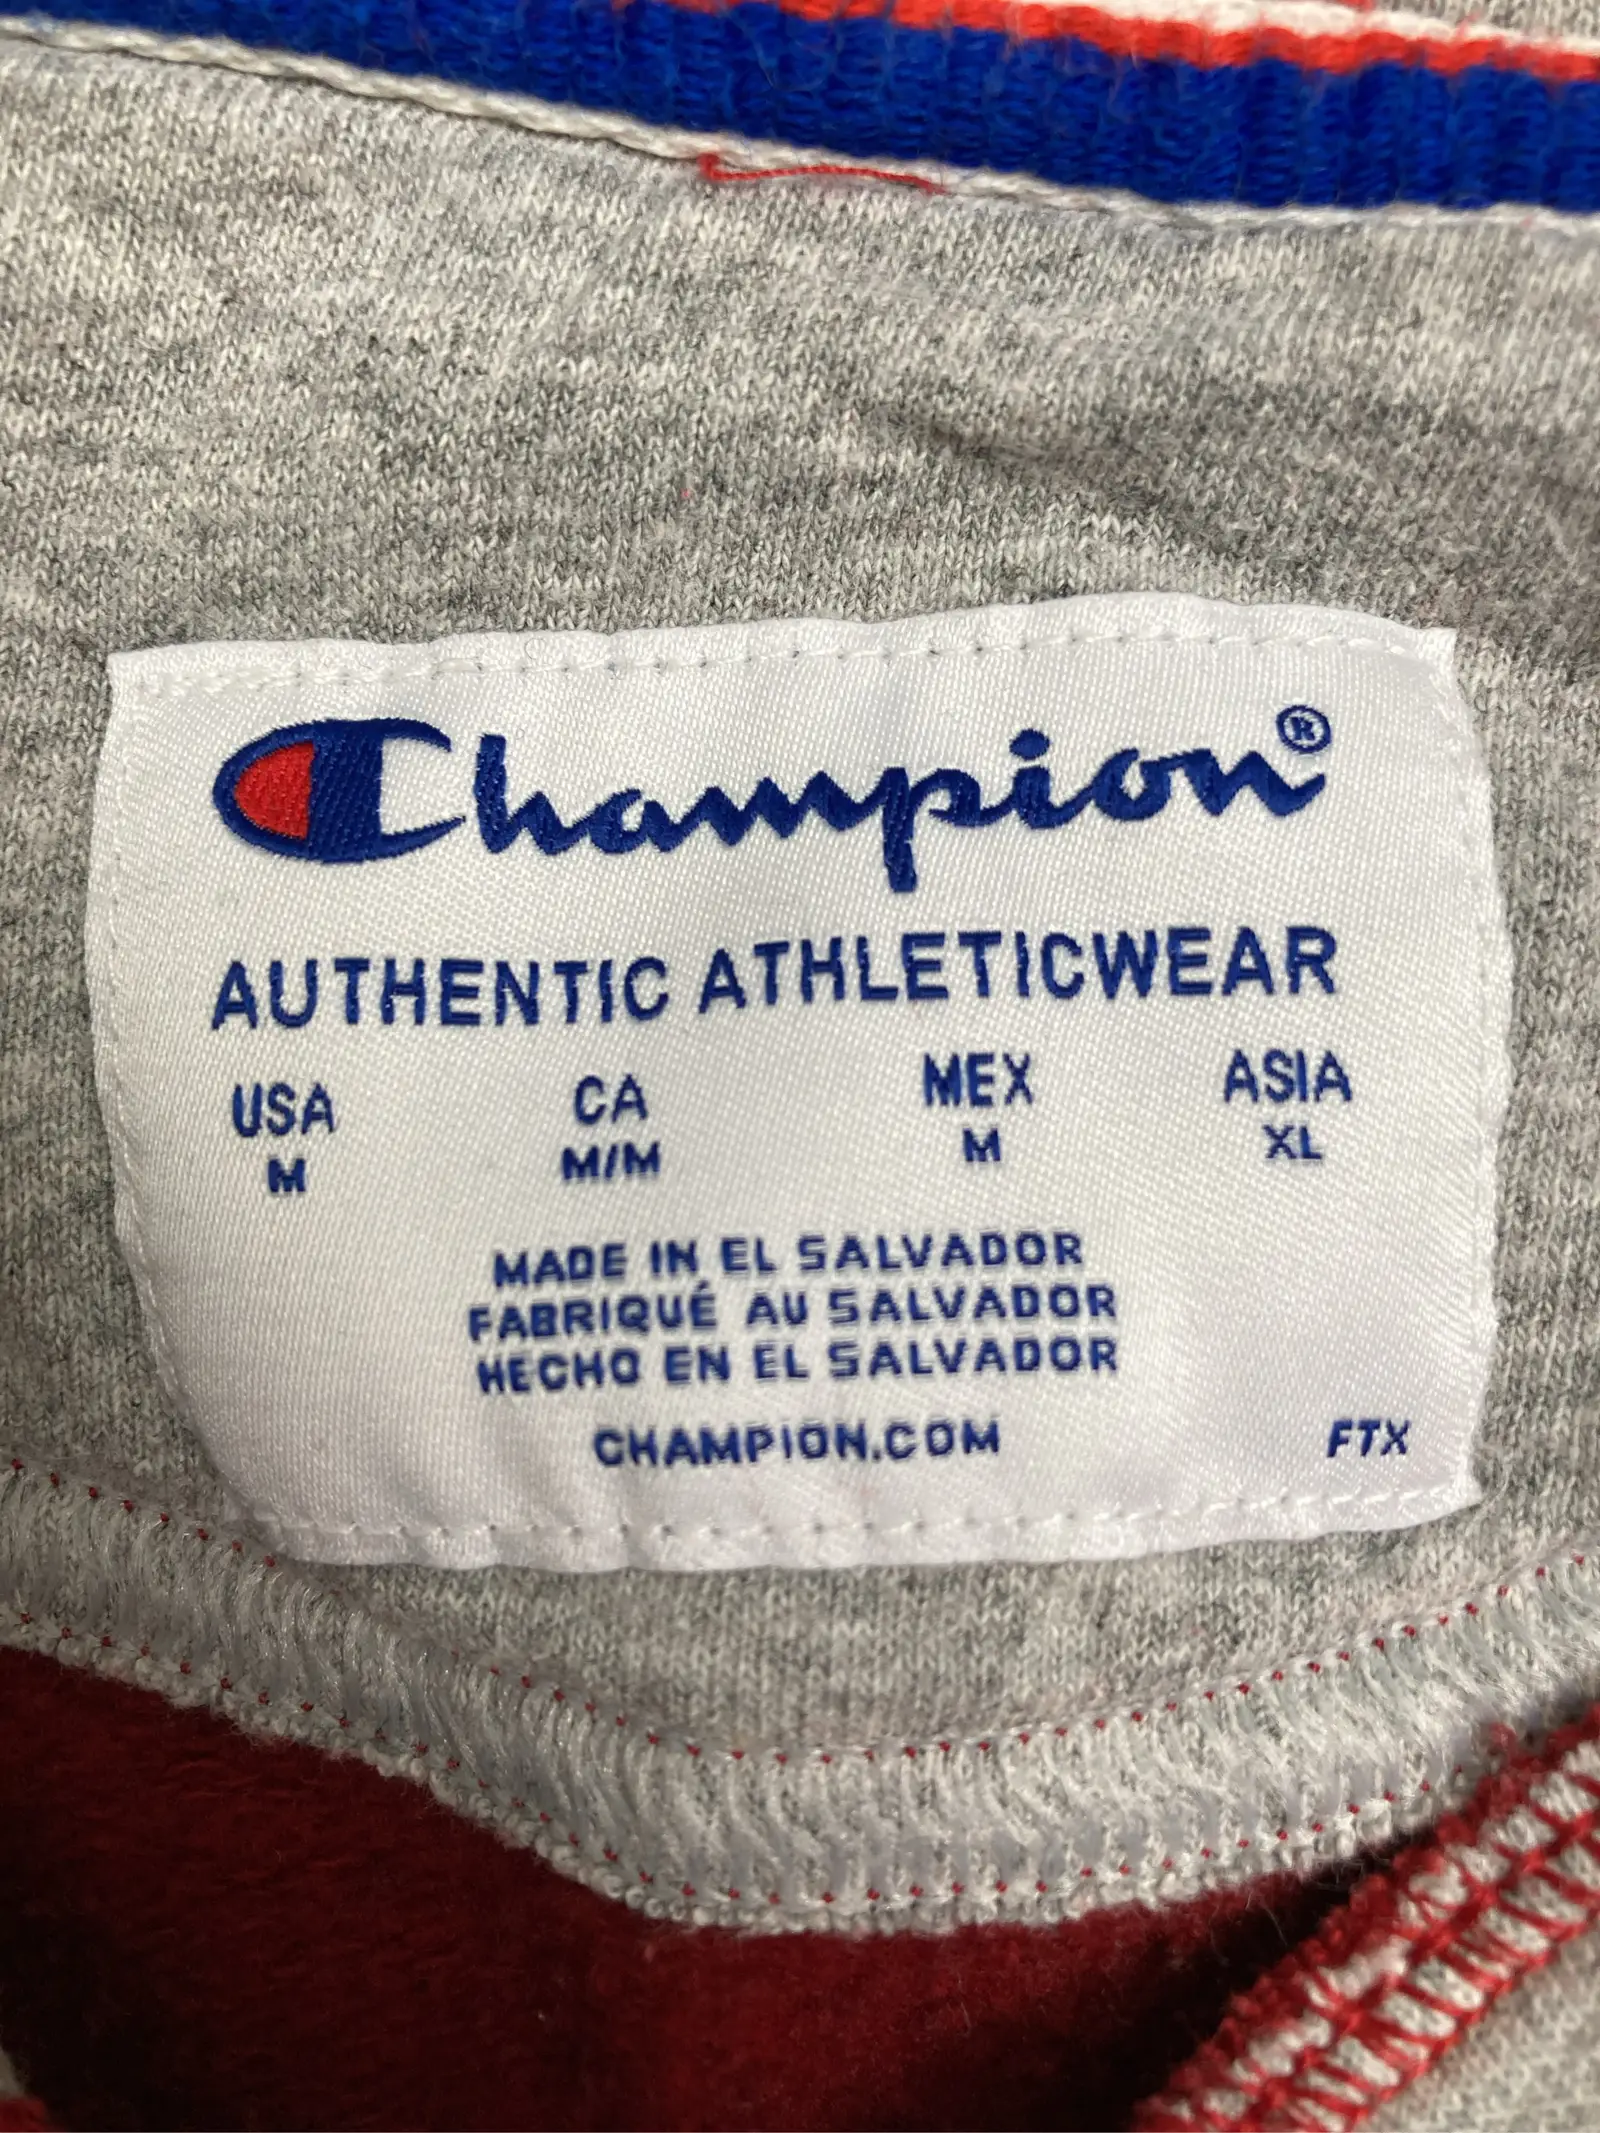 Champion®
AUTHENTIC ATHLETICWEAR
USA CA MEX ASIA
M M/M M XL
MADE IN EL SALVADOR
FABRIQUÉ AU SALVADOR
HECHO EN EL SALVADOR
CHAMPION.COM FTX